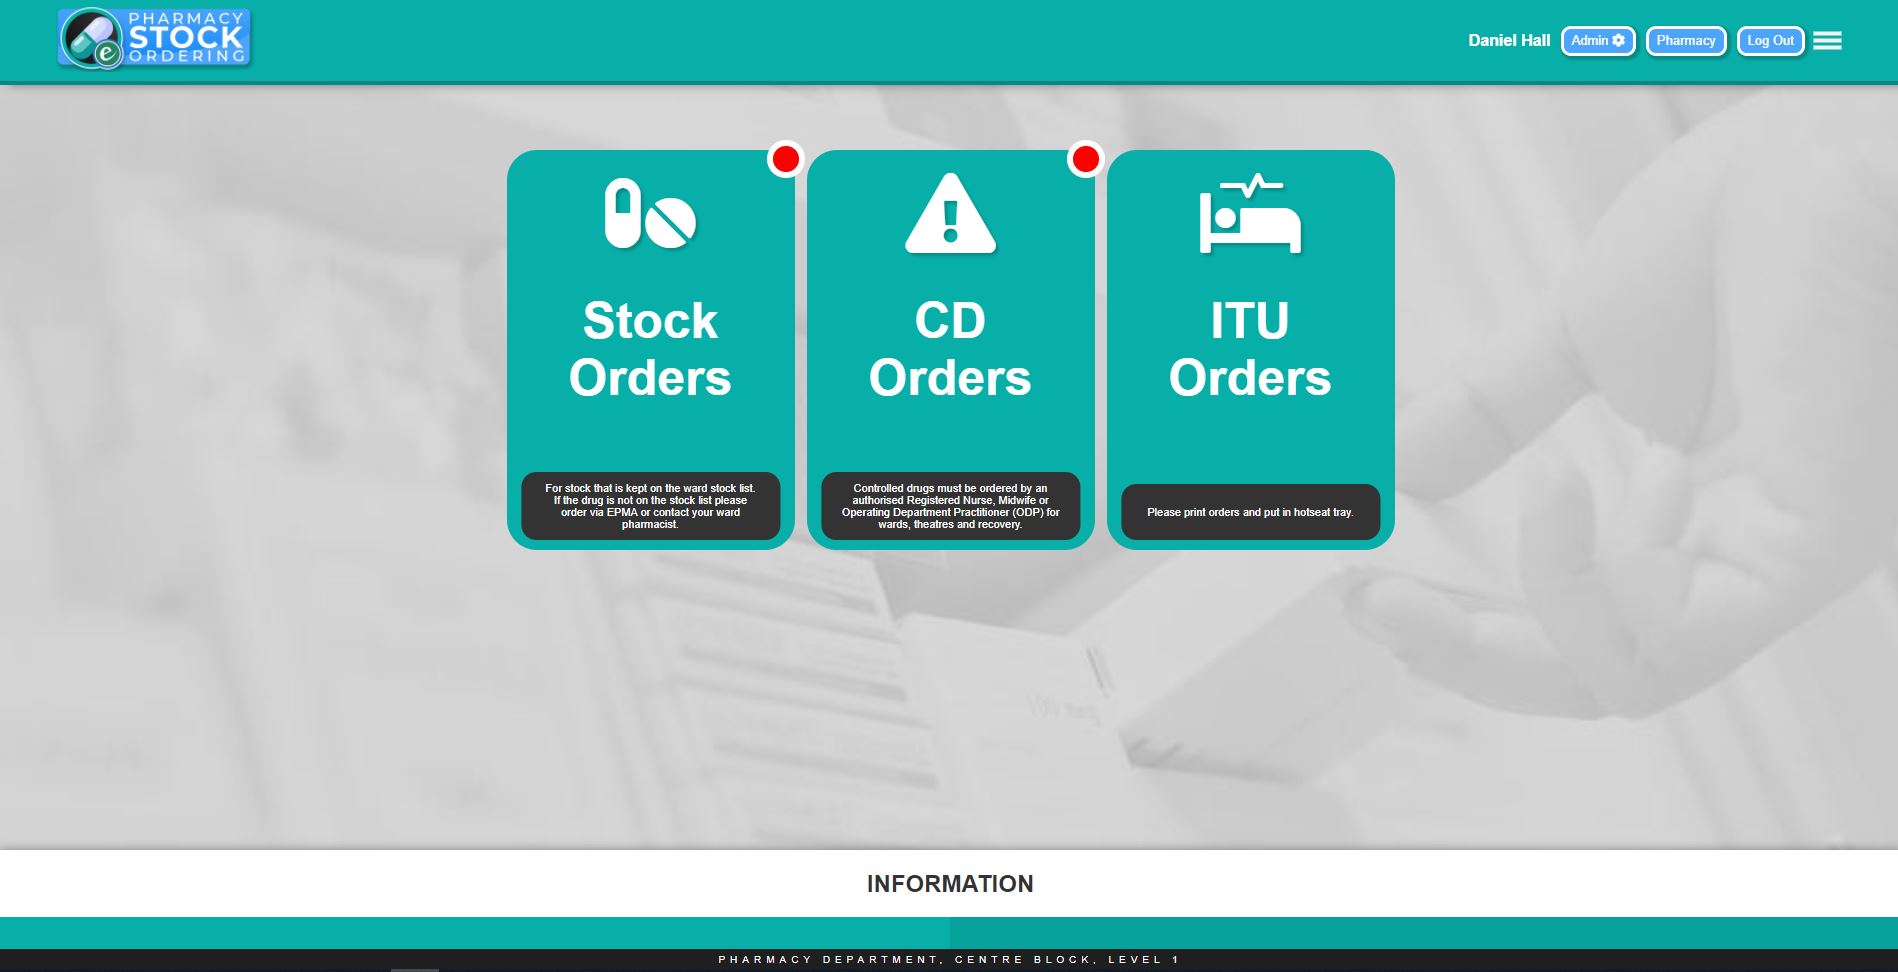 PHARMACY
STOCK
e ORDERING
Daniel Hall
Admin
Pharmacy
Log Out
Stock
Orders
For stock that is kept on the ward stock list.
If the drug is not on the stock list please
order via EPMA or contact your ward
pharmacist.
CD
Orders
Controlled drugs must be ordered by an
authorised Registered Nurse, Midwife or
Operating Department Practitioner (ODP) for
wards, theatres and recovery.
ITU
Orders
Please print orders and put in hotseat tray.
INFORMATION
PHARMACY DEPARTMENT, CENTRE BLOCK, LEVEL 1